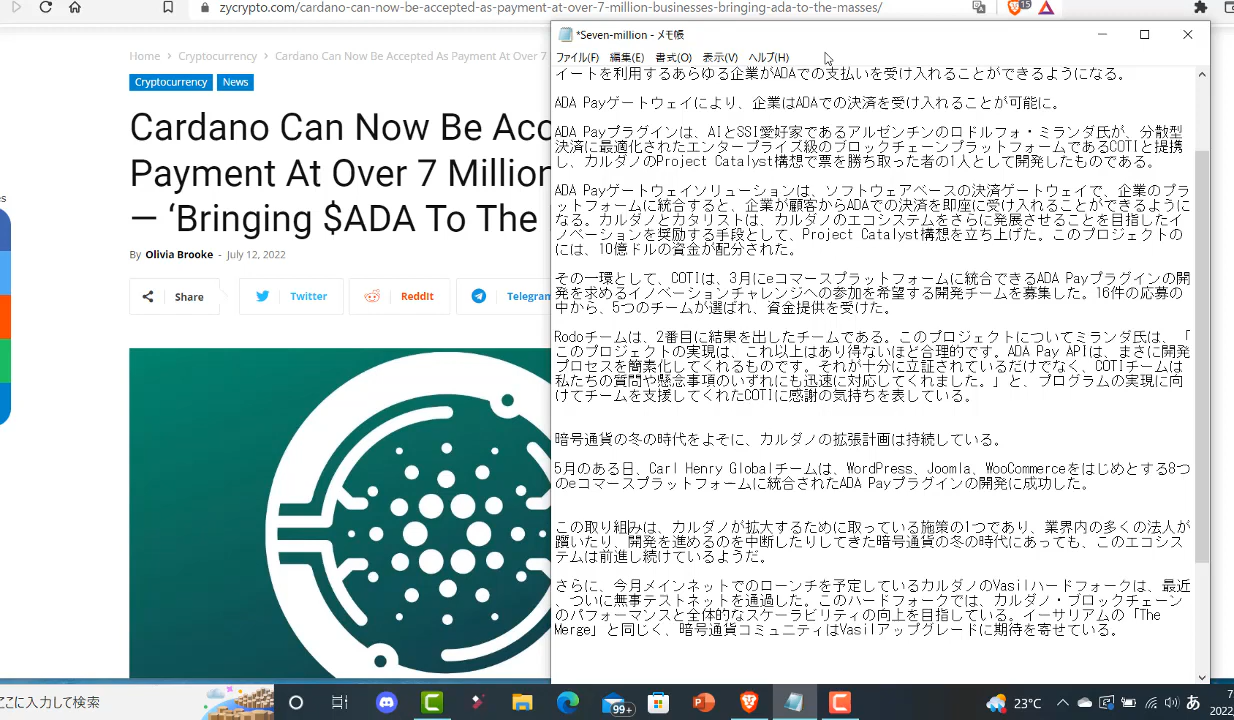 zycrypto.com/cardano-can-now-be-accepted-as-payment-at-over-7-million-businesses-bringing-ada-to-the-masses/
15
Home Cryptocurrency Cardano Can Now Be Accepted As Payment At Over 7
Cryptocurrency News
Cardano Can Now Be Acc
Payment At Over 7 Million
— ‘Bringing $ADA To The
By Olivia Brooke - July 12, 2022
Share Twitter ReddIt Telegram
*Seven-million - メモ帳
ファイル(F) 編集(E) 書式(O) 表示(V) ヘルプ(H)
イートを利用するあらゆる企業がADAでの支払いを受け入れることができるようになる。
ADA Payゲートウェイにより、企業はADAでの決済を受け入れることが可能に。
ADA Payプラグインは、AIとSSI愛好家であるアルゼンチンのロドルフォ・ミランダ氏が、分散型
決済に最適化されたエンタープライズ級のブロックチェーンプラットフォームであるCOTIと提携
し、カルダノのProject Catalyst構想で票を勝ち取った者の1人として開発したものである。
ADA Payゲートウェイソリューションは、ソフトウェアベースの決済ゲートウェイで、企業のプラ
ットフォームに統合すると、企業が顧客からADAでの決済を即座に受け入れることができるように
なる。カルダノとカタリストは、カルダノのエコシステムをさらに発展させることを目指したイ
ノベーションを奨励する手段として、Project Catalyst構想を立ち上げた。このプロジェクトの
には、10億ドルの資金が配分された。
その一環として、COTIは、3月にeコマースプラットフォームに統合できるADA Payプラグインの開
発を求めるイノベーションチャレンジへの参加を希望する開発チームを募集した。16件の応募の
中から、5つのチームが選ばれ、資金提供を受けた。
Rodoチームは、2番目に結果を出したチームである。このプロジェクトについてミランダ氏は、「
このプロジェクトの実現は、これ以上はあり得ないほど合理的です。ADA Pay APIは、まさに開発
プロセスを簡素化してくれるものです。それが十分に立証されているだけでなく、COTIチームは
私たちの質問や懸念事項のいずれにも迅速に対応してくれました。」と、プログラムの実現に向
けてチームを支援してくれたCOTIに感謝の気持ちを表している。
暗号通貨の冬の時代をよそに、カルダノの拡張計画は持続している。
5月のある日、Carl Henry Globalチームは、WordPress、Joomla、WooCommerceをはじめとする8つ
のeコマースプラットフォームに統合されたADA Payプラグインの開発に成功した。
この取り組みは、カルダノが拡大するために取っている施策の1つであり、業界内の多くの法人が
躓いたり、開発を進めるのを中断したりしてきた暗号通貨の冬の時代にあっても、このエコシス
テムは前進し続けているようだ。
さらに、今月メインネットでのローンチを予定しているカルダノのVasilハードフォークは、最近
、ついに無事テストネットを通過した。このハードフォークでは、カルダノ・ブロックチェーン
のパフォーマンスと全体的なスケーラビリティの向上を目指している。イーサリアムの「The
Merge」と同じく、暗号通貨コミュニティはVasilアップグレードに期待を寄せている。
ここに入力して検索
99+
23°C
あ
2022